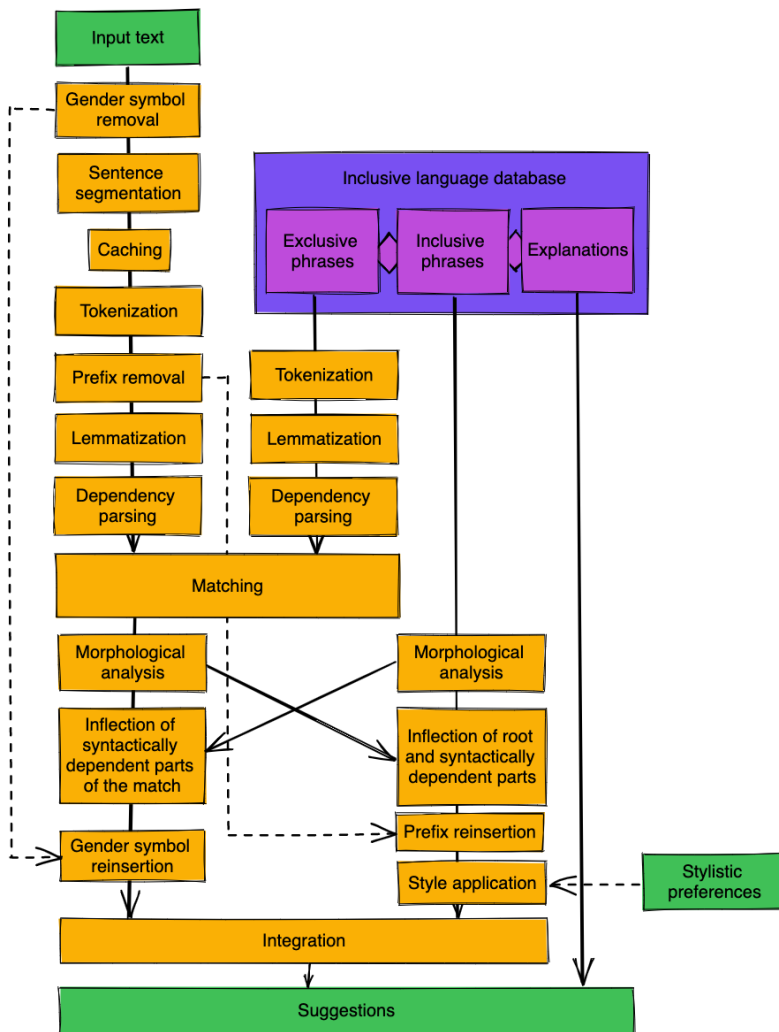 Input text
Gender symbol
removal
Sentence
segmentation
Caching
Tokenization
Prefix removal
Lemmatization
Dependency
parsing
Inclusive language database
Exclusive
phrases
Inclusive
phrases
Explanations
Tokenization
Lemmatization
Dependency
parsing
Matching
Morphological
analysis
Morphological
analysis
Inflection of
syntactically
dependent parts
of the match
Inflection of root
and syntactically
dependent parts
Gender symbol
reinsertion
Prefix reinsertion
Style application
Stylistic
preferences
Integration
Suggestions